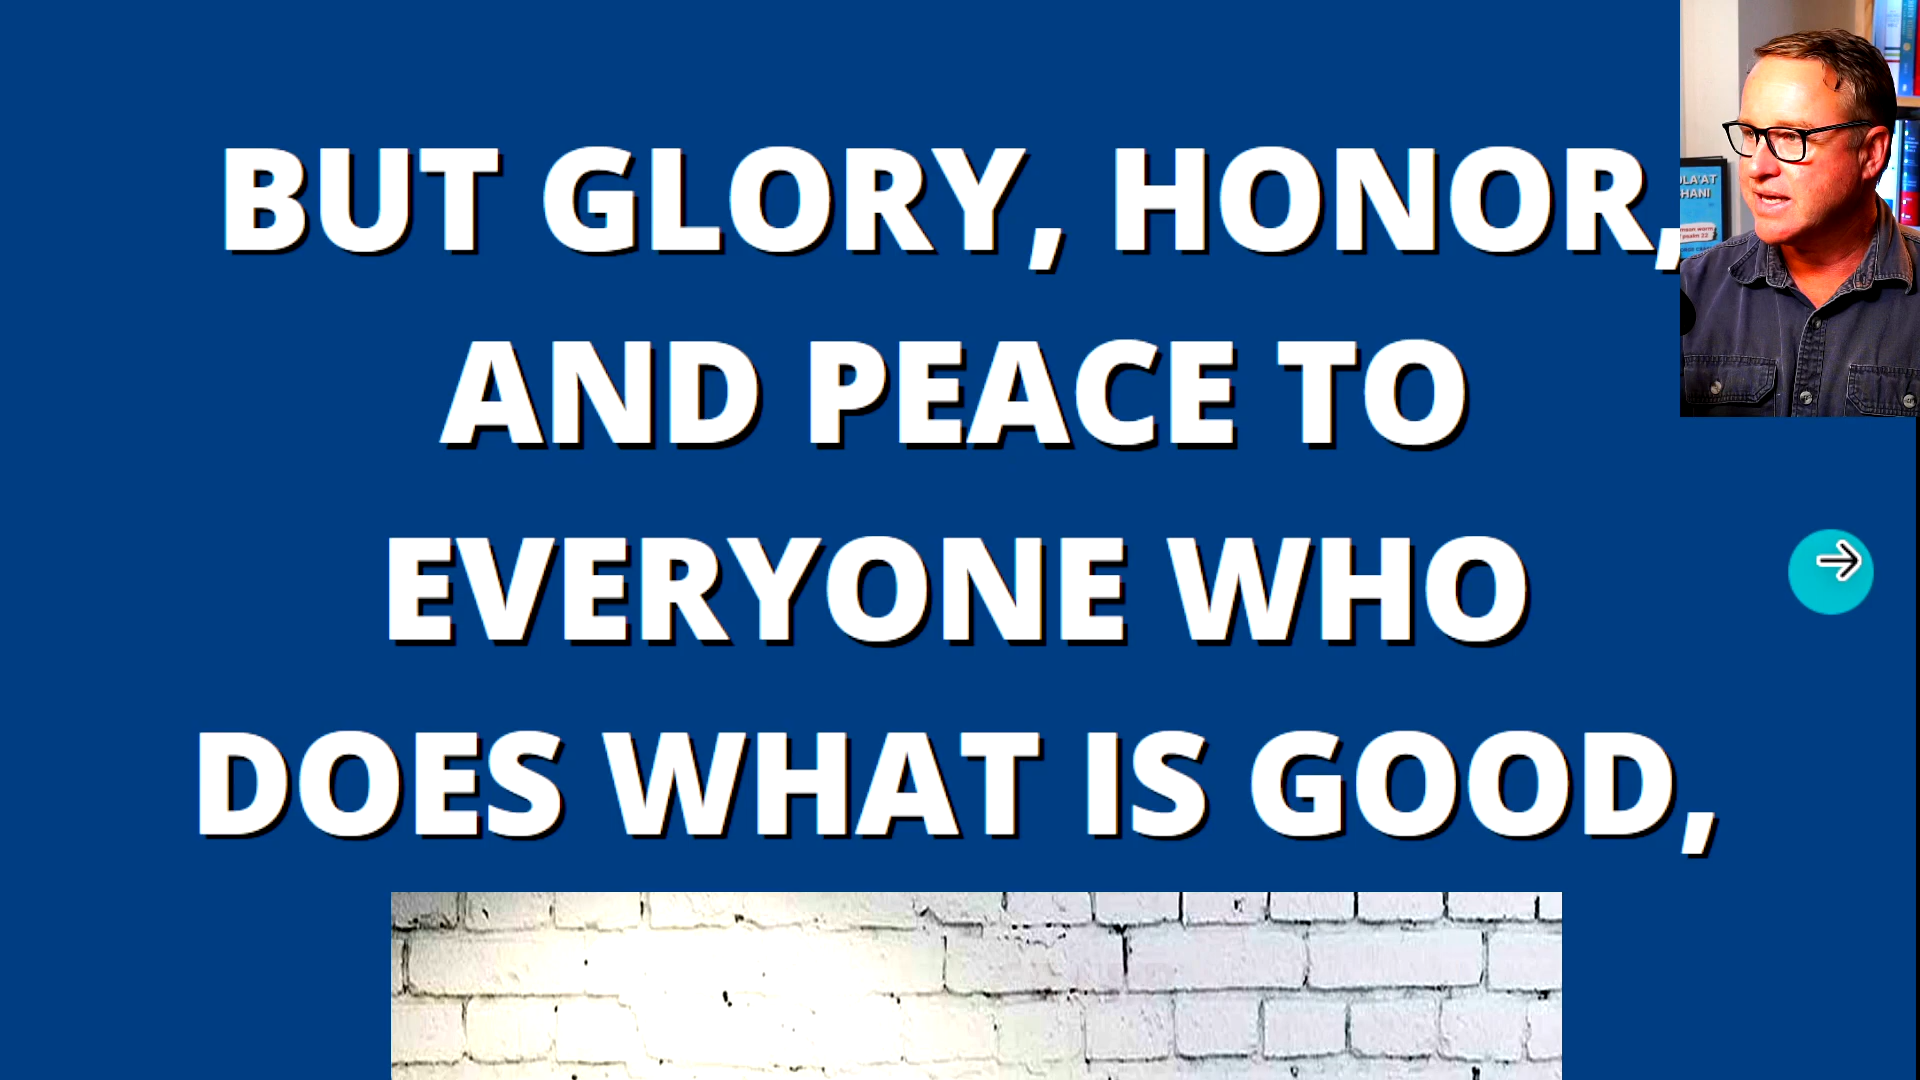 BUT GLORY, HONOR,
AND PEACE TO
EVERYONE WHO
DOES WHAT IS GOOD,